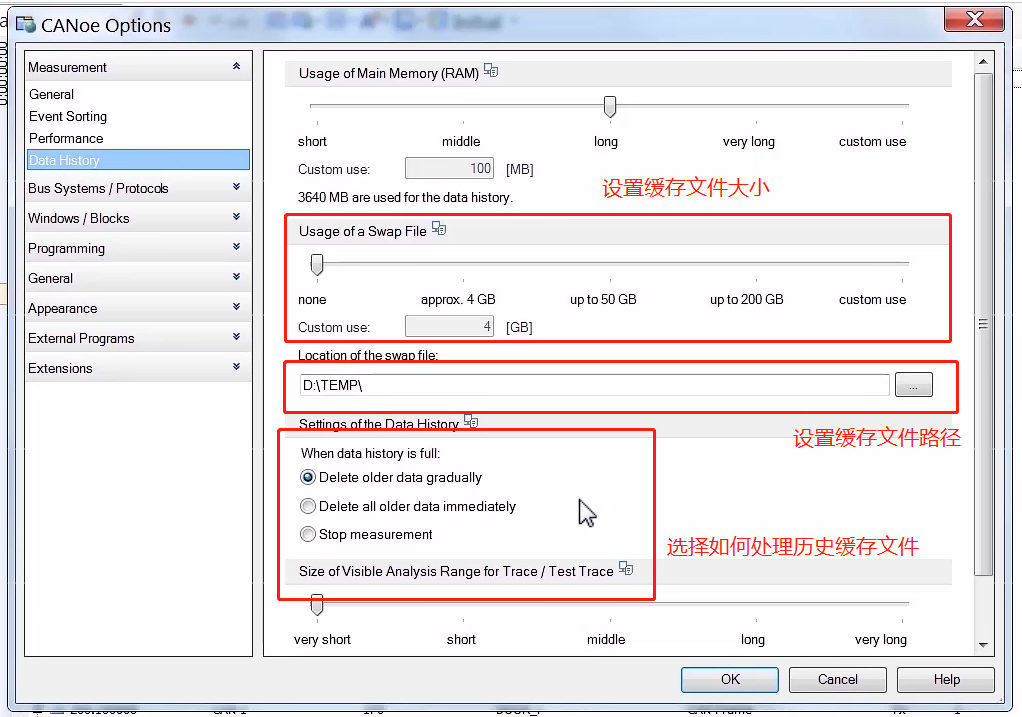 CANoe Options
Initial
Measurement
General
Event Sorting
Performance
Data History
Bus Systems / Protocols
Windows / Blocks
Programming
General
Appearance
External Programs
Extensions
Usage of Main Memory (RAM)
short middle long very long custom use
Custom use: 100 [MB]
3640 MB are used for the data history.
设置缓存文件大小
Usage of a Swap File
none approx. 4 GB up to 50 GB up to 200 GB custom use
Custom use: 4 [GB]
Location of the swap file:
D:\TEMP\ ...
设置缓存文件路径
Settings of the Data History
When data history is full:
Delete older data gradually
Delete all older data immediately
Stop measurement
选择如何处理历史缓存文件
Size of Visible Analysis Range for Trace / Test Trace
very short short middle long very long
OK Cancel Help